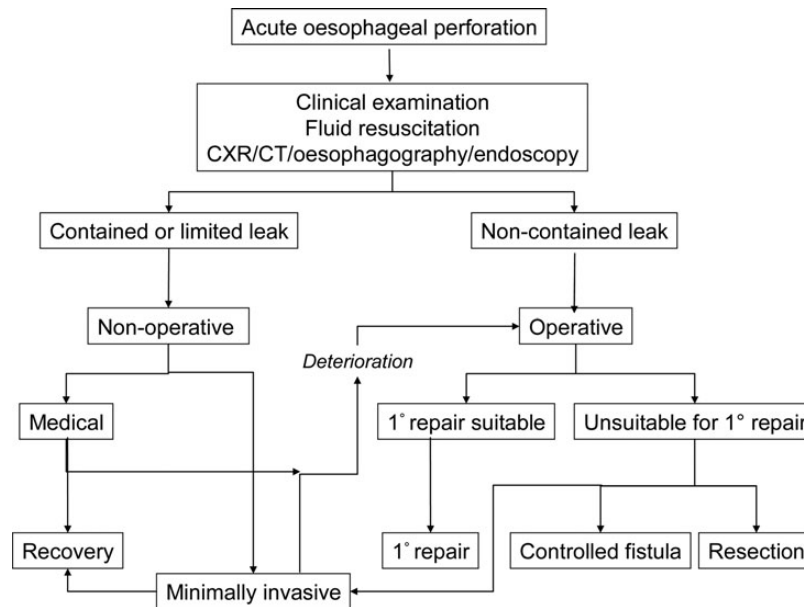 Acute oesophageal perforation
Clinical examination
Fluid resuscitation
CXR/CT/oesophagography/endoscopy
Contained or limited leak
Non-contained leak
Non-operative
Operative
Deterioration
Medical
1° repair suitable
Unsuitable for 1° repair
Recovery
1° repair
Controlled fistula
Resection
Minimally invasive